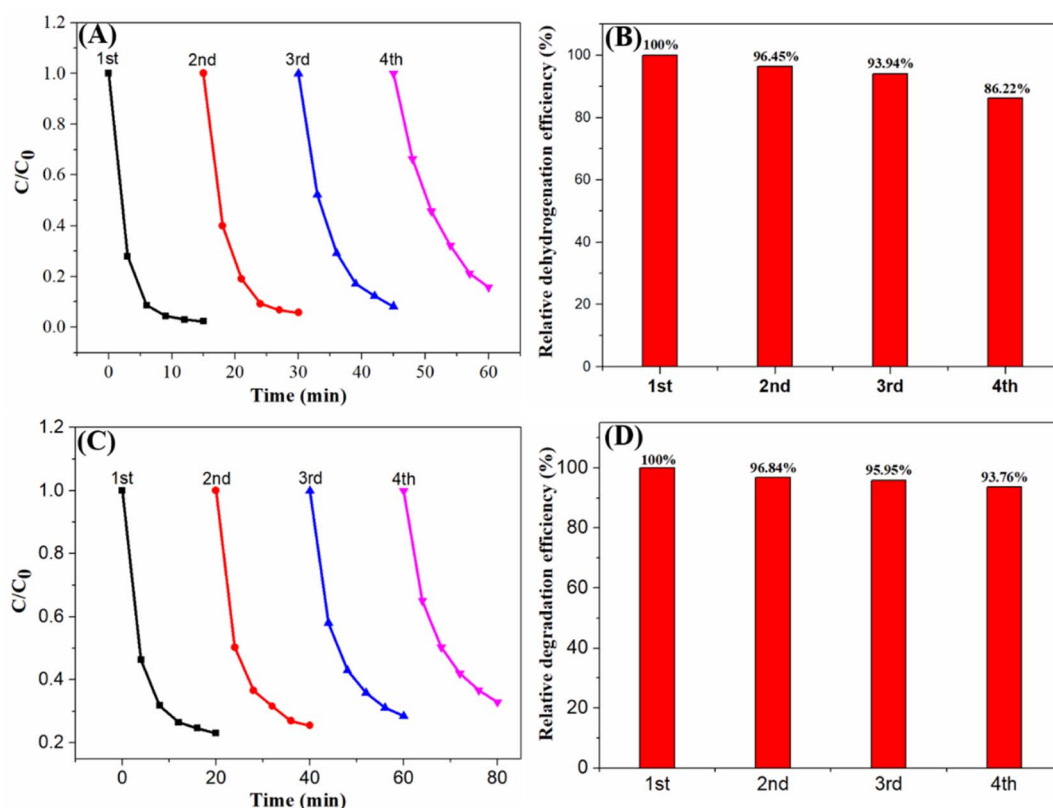 (A)
1st 2nd 3rd 4th
C/C0
1.2
1.0
0.8
0.6
0.4
0.2
0.0
0 10 20 30 40 50 60
Time (min)
(B)
Relative dehydrogenation efficiency (%)
100
80
60
40
20
0
100% 96.45% 93.94% 86.22%
1st 2nd 3rd 4th
(C)
1st 2nd 3rd 4th
C/C0
1.2
1.0
0.8
0.6
0.4
0.2
0 20 40 60 80
Time (min)
(D)
Relative degradation efficiency (%)
100
80
60
40
20
0
100% 96.84% 95.95% 93.76%
1st 2nd 3rd 4th